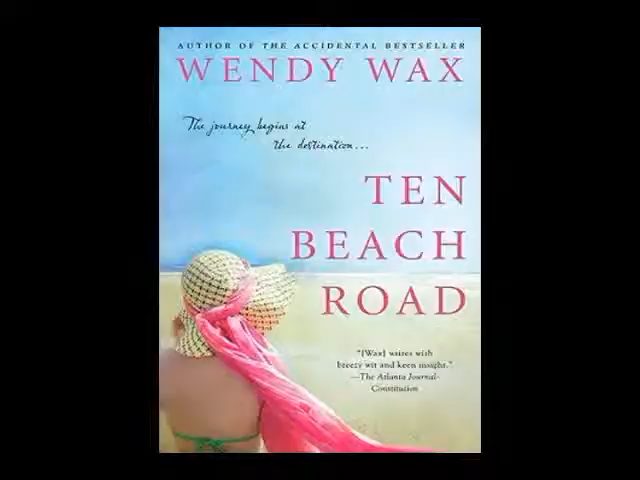 AUTHOR OF THE ACCIDENTAL BESTSELLER
WENDY WAX
The journey begins at
the destination...
TEN
BEACH
ROAD
"[Wax] writes with
breezy wit and keen insight."
—The Atlanta Journal-
Constitution